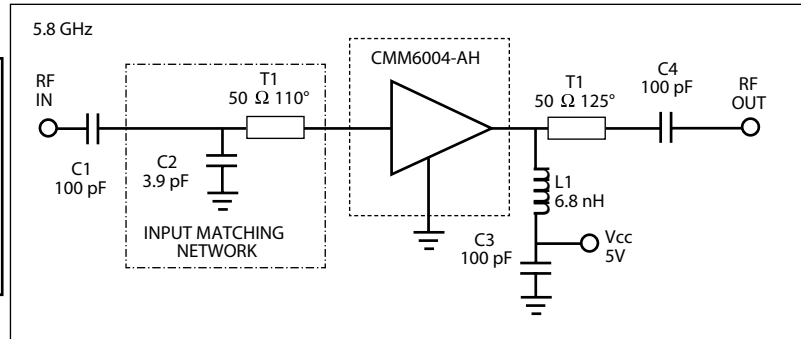 5.8 GHz
RF
IN
C1
100 pF
C2
3.9 pF
T1
50 Ω 110°
INPUT MATCHING
NETWORK
CMM6004-AH
T1
50 Ω 125°
C4
100 pF
RF
OUT
L1
6.8 nH
C3
100 pF
Vcc
5V